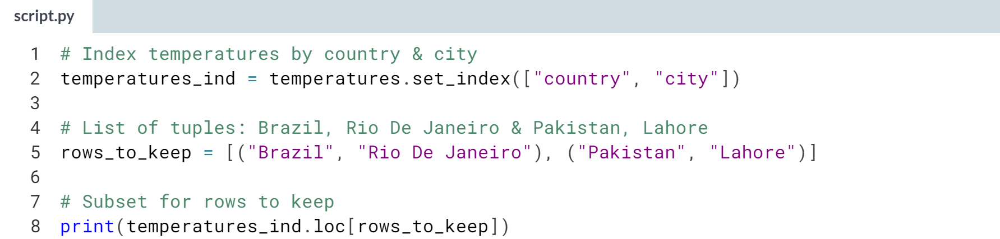 script.py
1 # Index temperatures by country & city
2 temperatures_ind = temperatures.set_index(["country", "city"])
3
4 # List of tuples: Brazil, Rio De Janeiro & Pakistan, Lahore
5 rows_to_keep = [("Brazil", "Rio De Janeiro"), ("Pakistan", "Lahore")]
6
7 # Subset for rows to keep
8 print(temperatures_ind.loc[rows_to_keep])